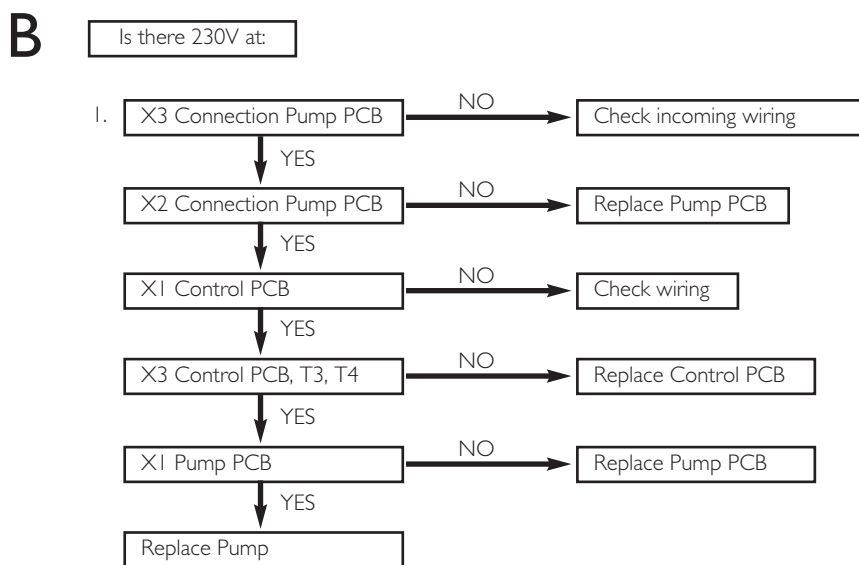 B
Is there 230V at:
1. X3 Connection Pump PCB NO Check incoming wiring
YES
X2 Connection Pump PCB NO Replace Pump PCB
YES
X1 Control PCB NO Check wiring
YES
X3 Control PCB, T3, T4 NO Replace Control PCB
YES
X1 Pump PCB NO Replace Pump PCB
YES
Replace Pump